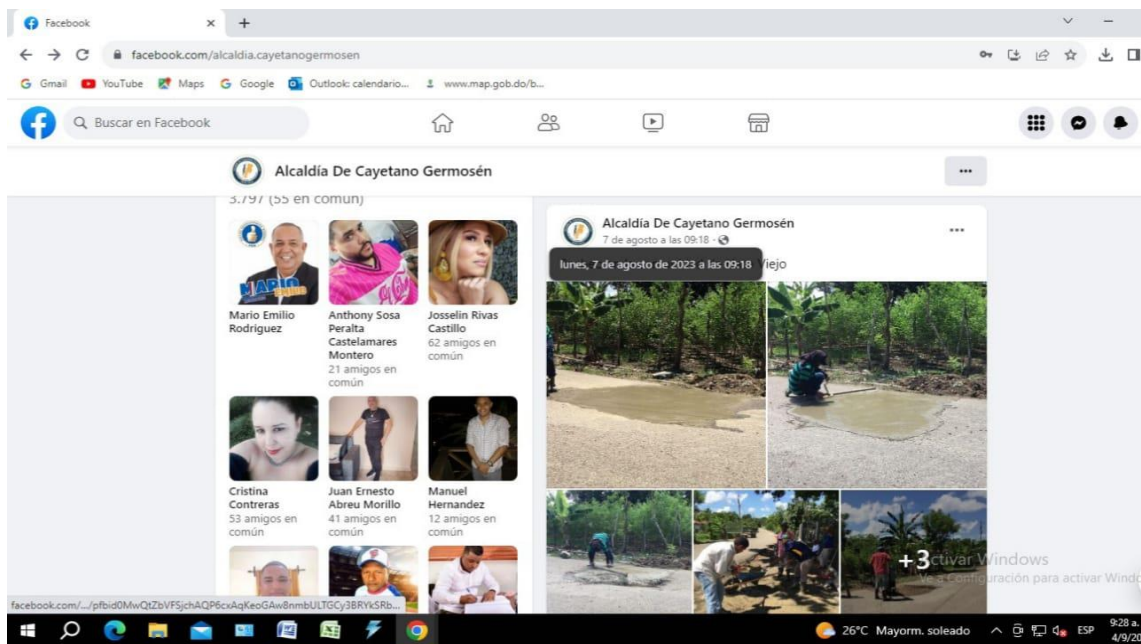 Facebook
facebook.com/alcaldia.cayetanogermosen
Gmail YouTube Maps Google Outlook: calendario... www.map.gob.do/b...
Buscar en Facebook
Alcaldía De Cayetano Germosén
3.797 (55 en común)
MARIO
EMILIO
Mario Emilio
Rodriguez
Anthony Sosa
Peralta
Castelamares
Montero
21 amigos en
común
Josselin Rivas
Castillo
62 amigos en
común
Cristina
Contreras
53 amigos en
común
Juan Ernesto
Abreu Morillo
41 amigos en
común
Manuel
Hernandez
12 amigos en
común
Alcaldía De Cayetano Germosén
7 de agosto a las 09:18
lunes, 7 de agosto de 2023 a las 09:18
Viejo
+3
ctivar Windows
configuración para activar Windo
26°C Mayorm. soleado
ESP
9:28 a.
4/9/20